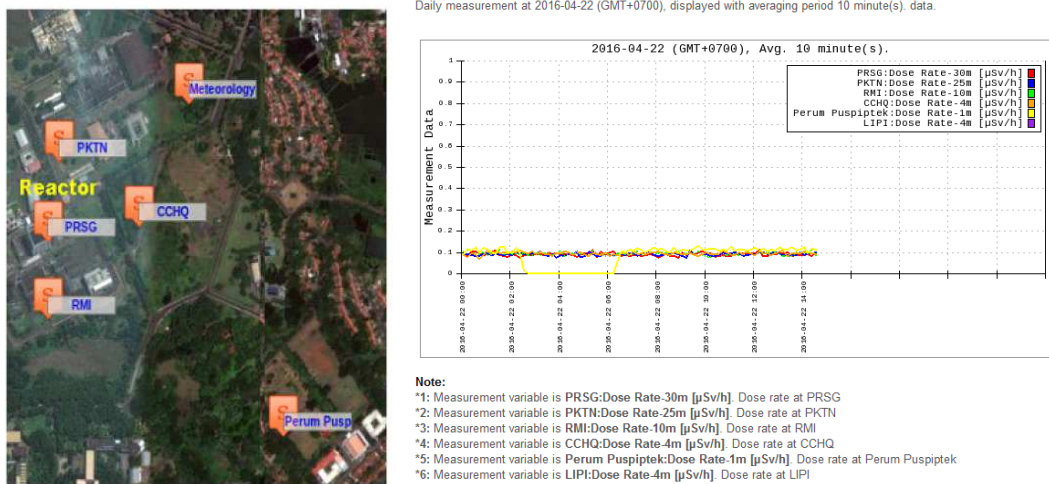 Meteorology
PKTN
Reactor
CCHQ
PRSG
RMI
Perum Pusp
Daily measurement at 2016-04-22 (GMT+0700), displayed with averaging period 10 minute(s). data.
2016-04-22 (GMT+0700), Avg. 10 minute(s).
PRSG:Dose Rate-30m [µSv/h]
PKTN:Dose Rate-25m [µSv/h]
RMI:Dose Rate-10m [µSv/h]
CCHQ:Dose Rate-4m [µSv/h]
Perum Puspiptek:Dose Rate-1m [µSv/h]
LIPI:Dose Rate-4m [µSv/h]
Measurement Data
1
0.9
0.8
0.7
0.6
0.5
0.4
0.3
0.2
0.1
0
2016-04-22 00:00
2016-04-22 02:00
2016-04-22 04:00
2016-04-22 06:00
2016-04-22 08:00
2016-04-22 10:00
2016-04-22 12:00
2016-04-22 14:00
Note:
*1: Measurement variable is PRSG:Dose Rate-30m [µSv/h]. Dose rate at PRSG
*2: Measurement variable is PKTN:Dose Rate-25m [µSv/h]. Dose rate at PKTN
*3: Measurement variable is RMI:Dose Rate-10m [µSv/h]. Dose rate at RMI
*4: Measurement variable is CCHQ:Dose Rate-4m [µSv/h]. Dose rate at CCHQ
*5: Measurement variable is Perum Puspiptek:Dose Rate-1m [µSv/h]. Dose rate at Perum Puspiptek
*6: Measurement variable is LIPI:Dose Rate-4m [µSv/h]. Dose rate at LIPI